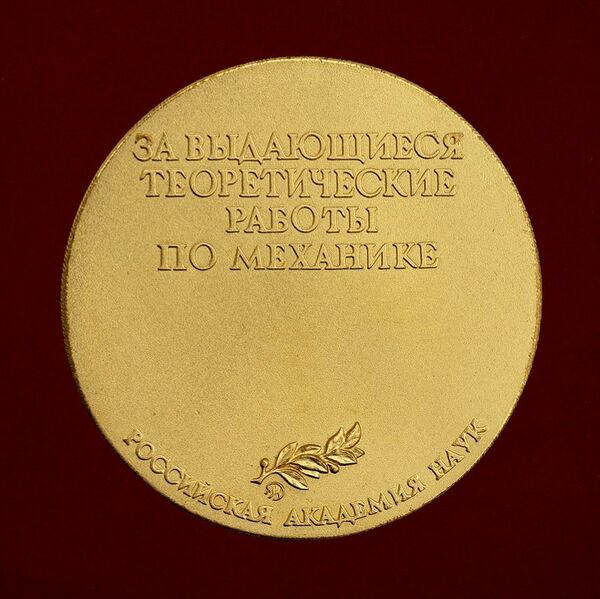 ЗА ВЫДАЮЩИЕСЯ
ТЕОРЕТИЧЕСКИЕ
РАБОТЫ
ПО МЕХАНИКЕ
РОССИЙСКАЯ АКАДЕМИЯ НАУК